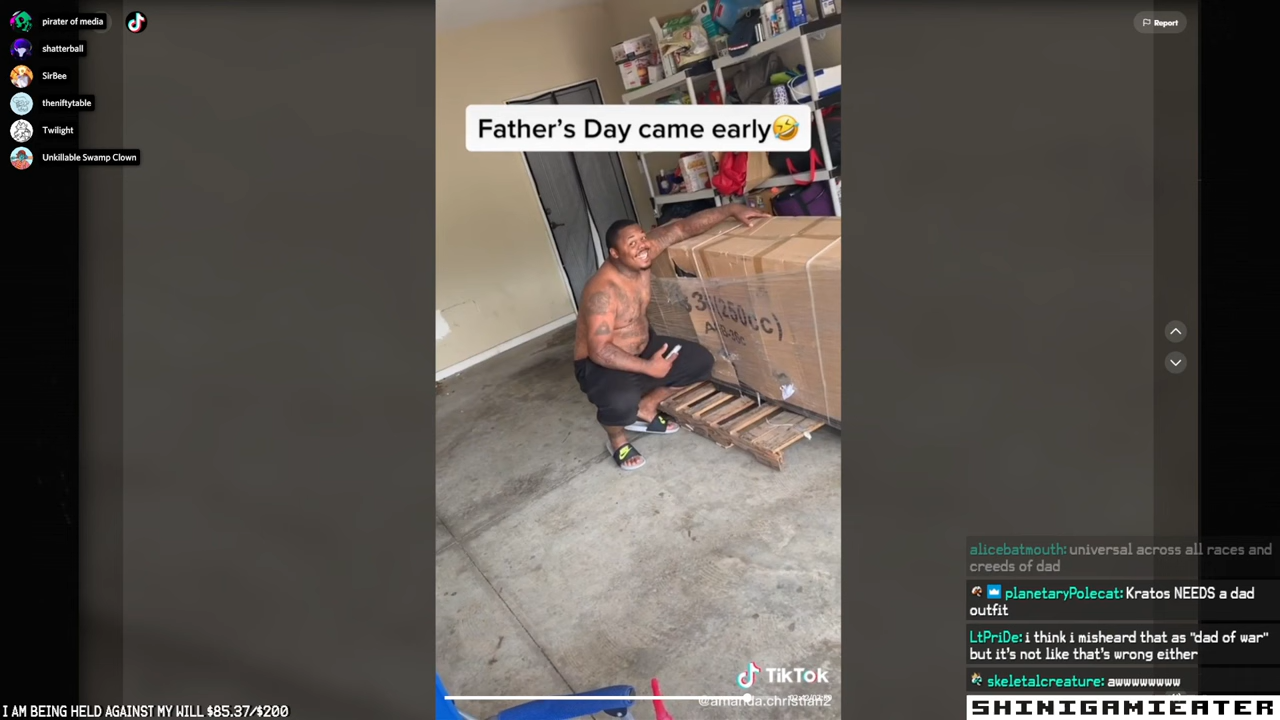 pirater of media
shatterball
SirBee
theniftytable
Twilight
Unkillable Swamp Clown
Report
Father's Day came early🤣
(250cc)
TikTok
@amanda.christian2
alicebatmouth: universal across all races and
creeds of dad
planetaryPolecat: Kratos NEEDS a dad
outfit
LtPriDe: i think i misheard that as "dad of war"
but it's not like that's wrong either
skeletalcreature: awwwwwwww
SHINIGAMIEATER
I AM BEING HELD AGAINST MY WILL $85.37/$200